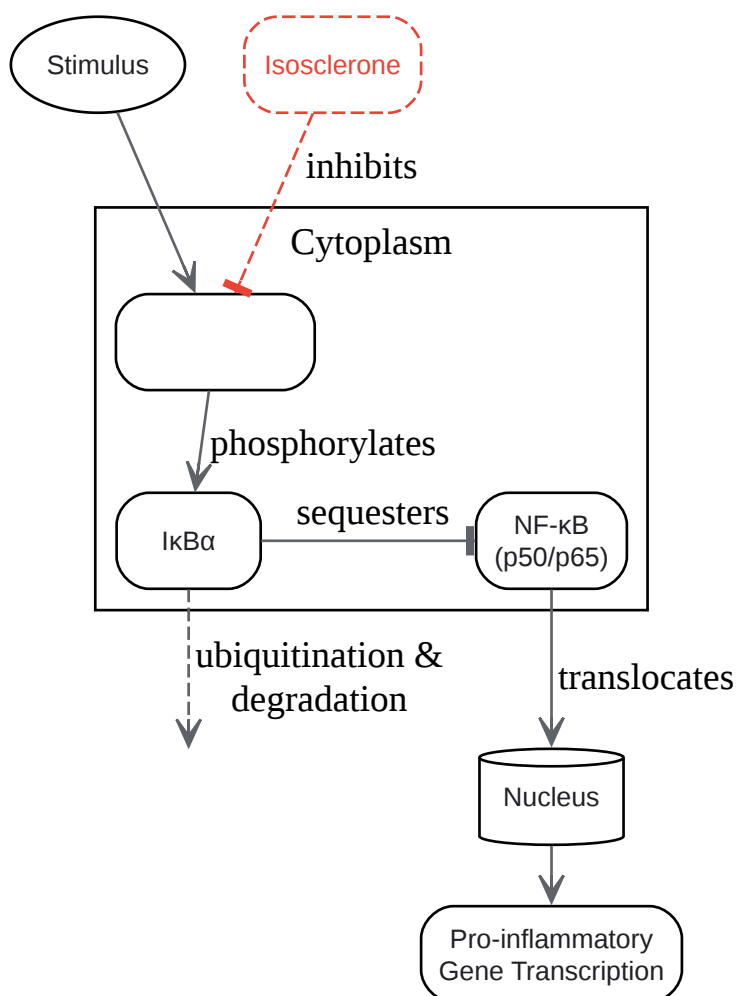 Stimulus
Isosclerone
inhibits
Cytoplasm
phosphorylates
IκBα
sequesters
NF-κB
(p50/p65)
ubiquitination &
degradation
translocates
Nucleus
Pro-inflammatory
Gene Transcription